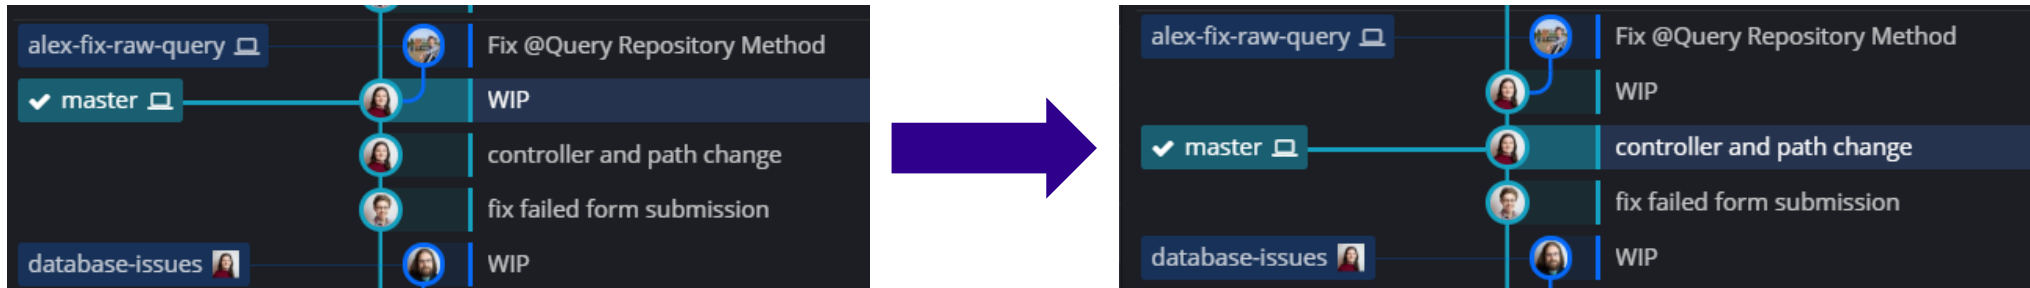 alex-fix-raw-query Fix @Query Repository Method
master WIP
controller and path change
fix failed form submission
database-issues WIP
alex-fix-raw-query Fix @Query Repository Method
WIP
master controller and path change
fix failed form submission
database-issues WIP